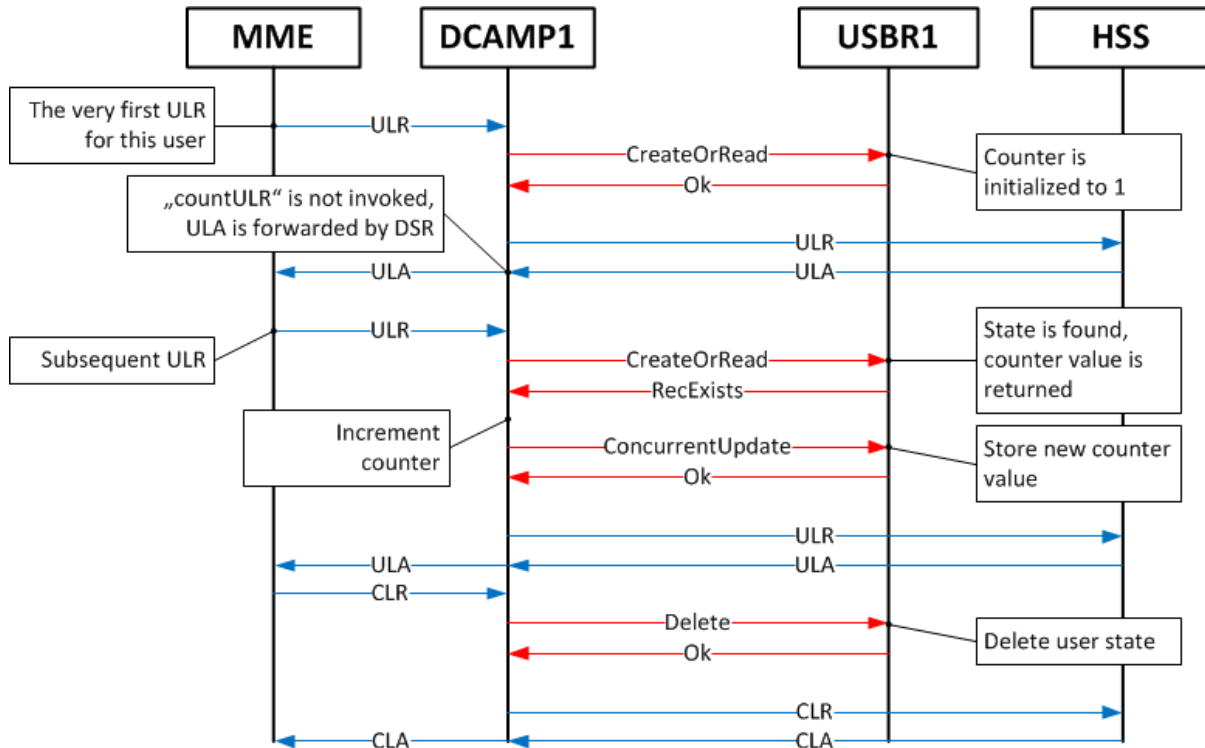 MME
DCAMP1
USBR1
HSS
The very first ULR
for this user
ULR
CreateOrRead
Counter is
initialized to 1
Ok
„countULR“ is not invoked,
ULA is forwarded by DSR
ULR
ULA
ULA
ULR
Subsequent ULR
CreateOrRead
State is found,
counter value is
returned
RecExists
Increment
counter
ConcurrentUpdate
Store new counter
value
Ok
ULR
ULA
ULA
CLR
Delete
Delete user state
Ok
CLR
CLA
CLA